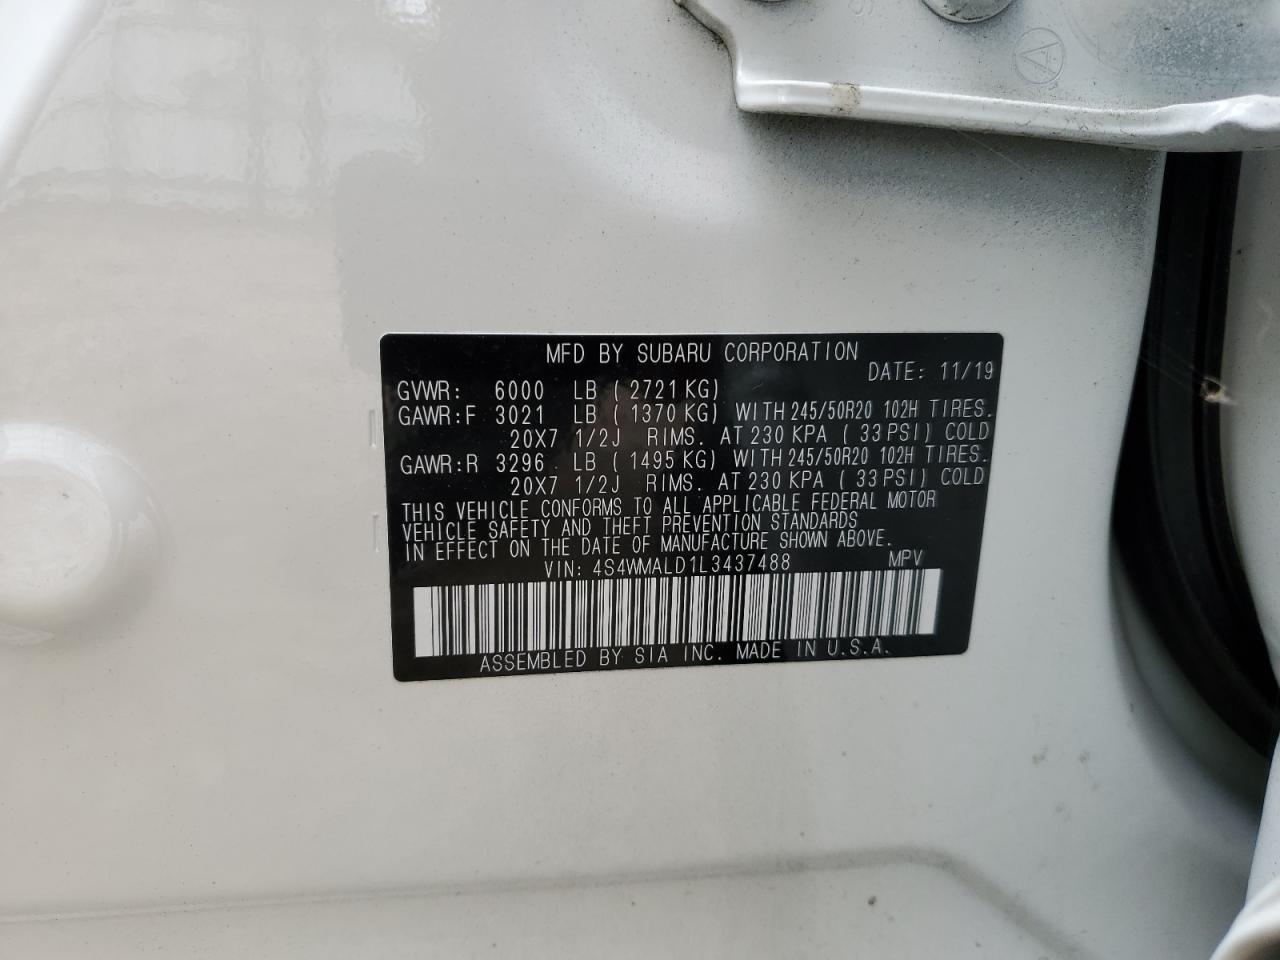 MFD BY SUBARU CORPORATION
DATE: 11/19
GVWR: 6000 LB ( 2721 KG)
GAWR:F 3021 LB ( 1370 KG) WITH 245/50R20 102H TIRES.
20X7 1/2J RIMS. AT 230 KPA ( 33 PSI) COLD
GAWR:R 3296 LB ( 1495 KG) WITH 245/50R20 102H TIRES.
20X7 1/2J RIMS. AT 230 KPA ( 33 PSI) COLD
THIS VEHICLE CONFORMS TO ALL APPLICABLE FEDERAL MOTOR
VEHICLE SAFETY AND THEFT PREVENTION STANDARDS
IN EFFECT ON THE DATE OF MANUFACTURE SHOWN ABOVE.
VIN: 4S4WMALD1L3437488 MPV
ASSEMBLED BY SIA INC. MADE IN U.S.A.